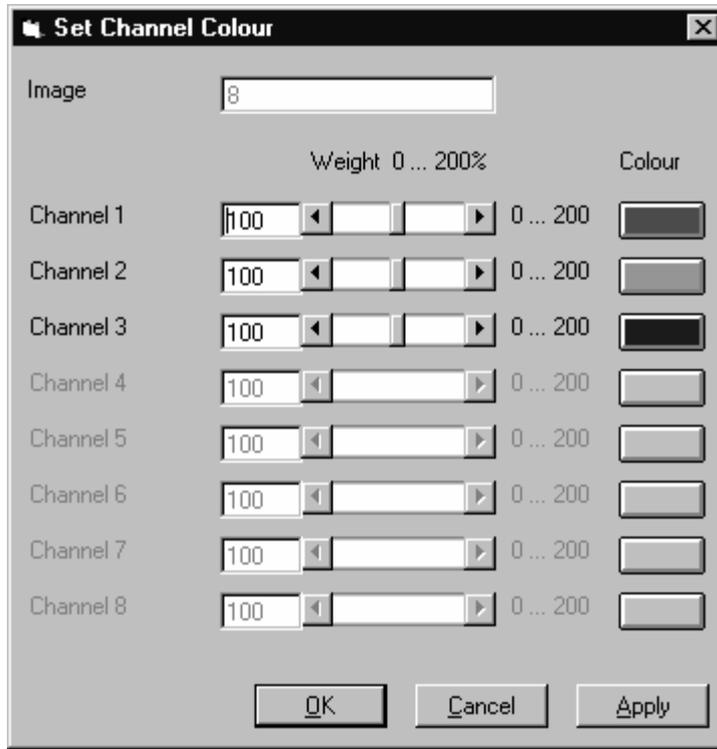 Set Channel Colour
Image 8
Weight 0 ... 200% Colour
Channel 1 100 0 ... 200
Channel 2 100 0 ... 200
Channel 3 100 0 ... 200
Channel 4 100 0 ... 200
Channel 5 100 0 ... 200
Channel 6 100 0 ... 200
Channel 7 100 0 ... 200
Channel 8 100 0 ... 200
OK Cancel Apply